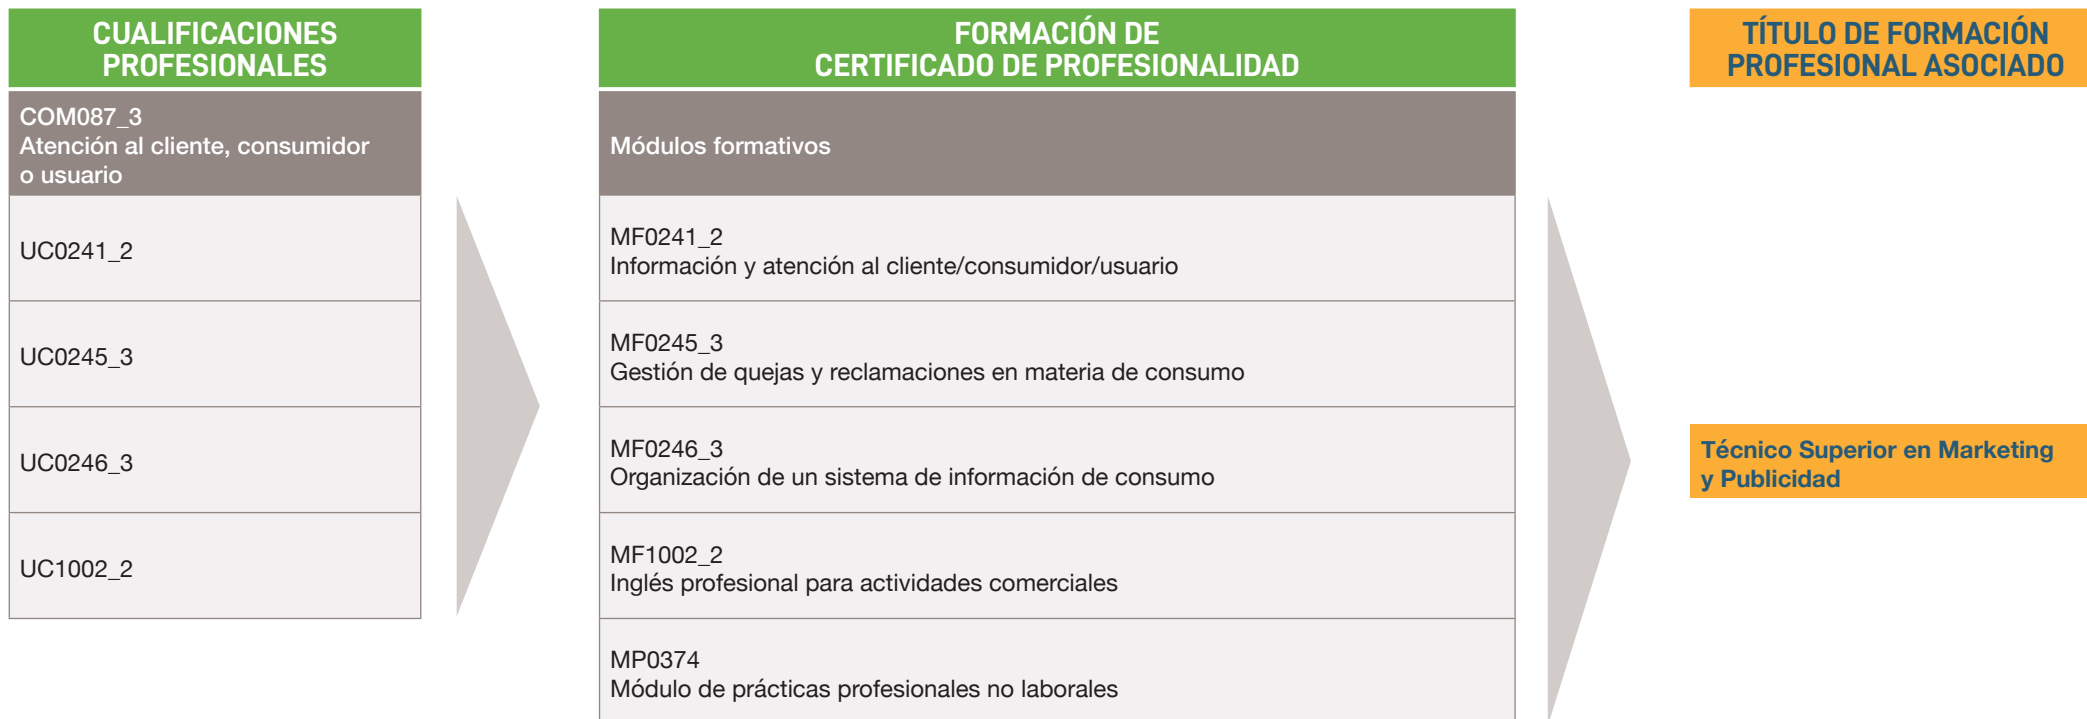 CUALIFICACIONES
PROFESIONALES
COM087_3
Atención al cliente, consumidor
o usuario
UC0241_2
UC0245_3
UC0246_3
UC1002_2
FORMACIÓN DE
CERTIFICADO DE PROFESIONALIDAD
Módulos formativos
MF0241_2
Información y atención al cliente/consumidor/usuario
MF0245_3
Gestión de quejas y reclamaciones en materia de consumo
MF0246_3
Organización de un sistema de información de consumo
MF1002_2
Inglés profesional para actividades comerciales
MP0374
Módulo de prácticas profesionales no laborales
TÍTULO DE FORMACIÓN
PROFESIONAL ASOCIADO
Técnico Superior en Marketing
y Publicidad